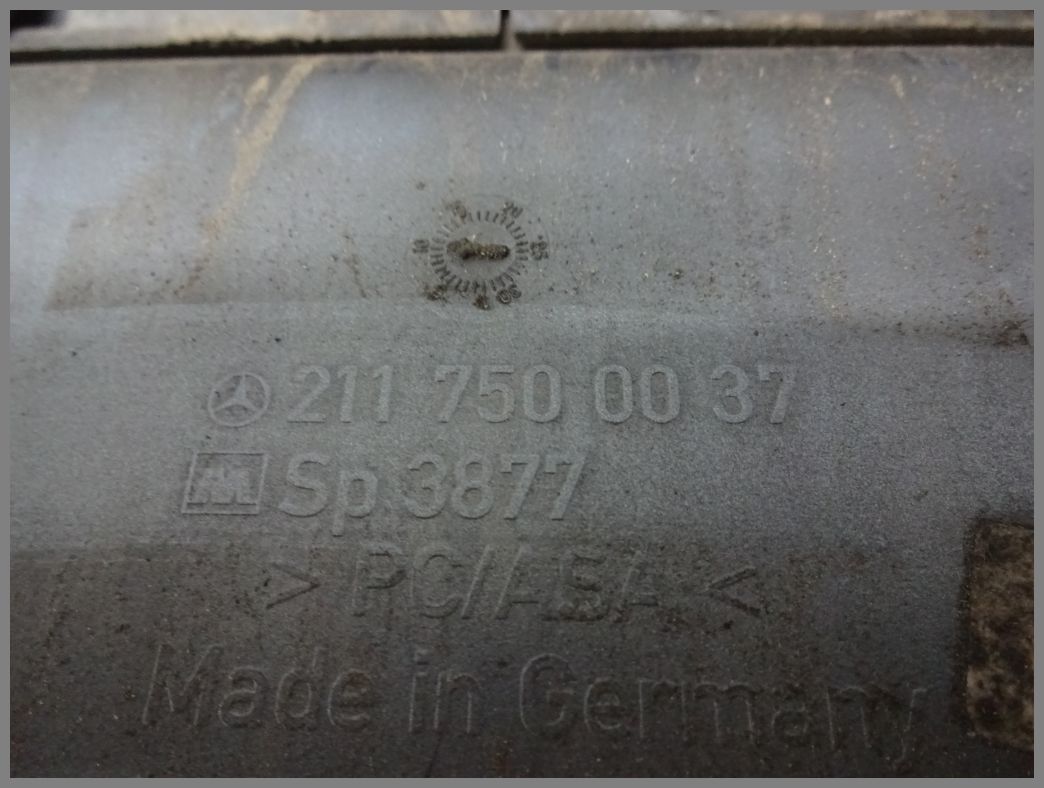 211 750 00 37
Sp 3877
> PC//ASA <
Made in Germany